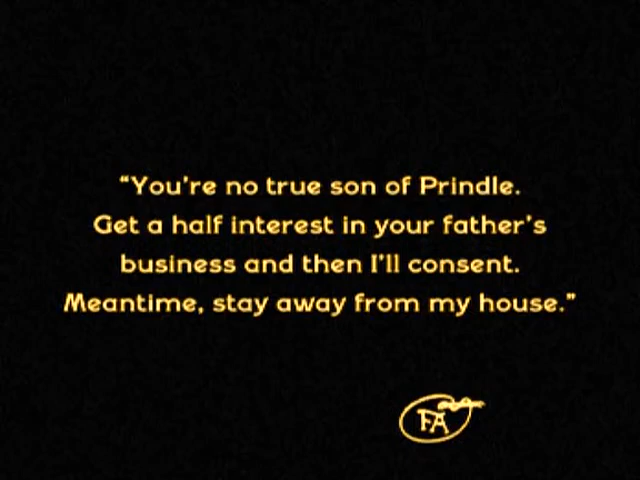 “You’re no true son of Prindle.
Get a half interest in your father’s
business and then I’ll consent.
Meantime, stay away from my house.”
FA